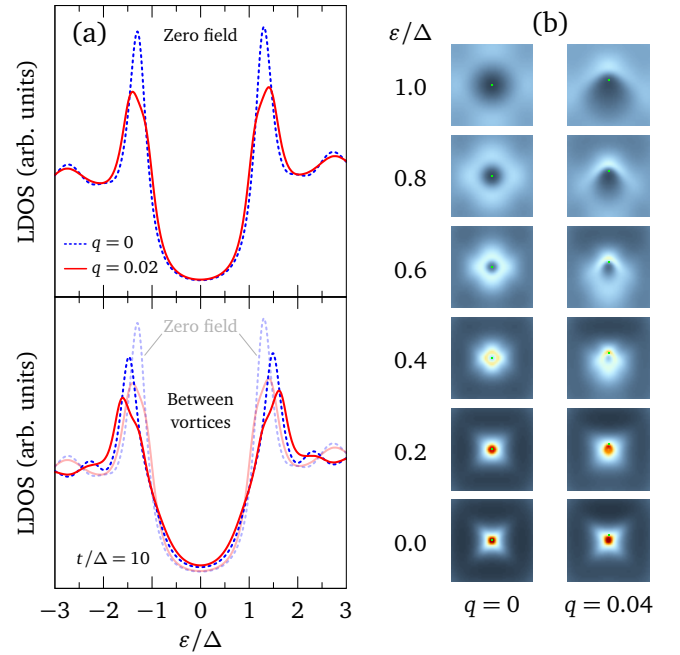 (a)
Zero field
LDOS (arb. units)
q = 0
q = 0.02
Zero field
Between
vortices
LDOS (arb. units)
t/Δ = 10
−3 −2 −1 0 1 2 3
ε/Δ
(b)
ε/Δ
1.0
0.8
0.6
0.4
0.2
0.0
q = 0 q = 0.04